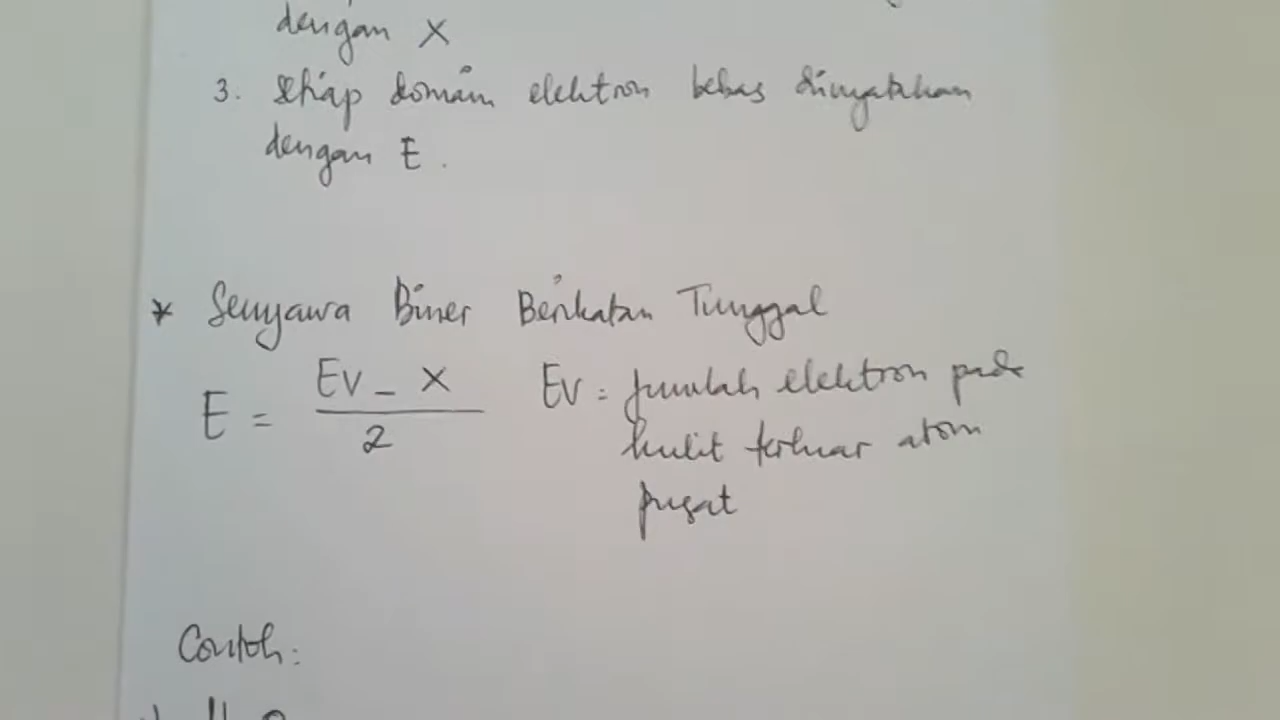 dengan X
3. setiap domain elektron bebas dinyatakan
dengan E.
* Senyawa Biner Berikatan Tunggal
E = Ev - X / 2
Ev = Jumlah elektron pada
kulit terluar atom
pusat
Contoh: